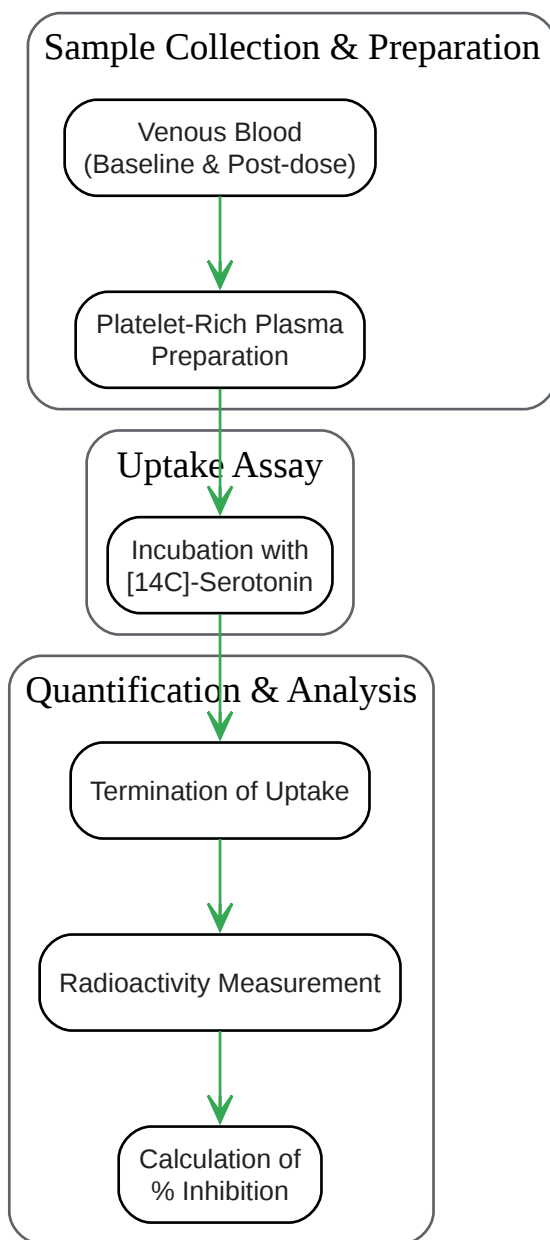 Sample Collection & Preparation
Venous Blood
(Baseline & Post-dose)
Platelet-Rich Plasma
Preparation
Uptake Assay
Incubation with
[14C]-Serotonin
Quantification & Analysis
Termination of Uptake
Radioactivity Measurement
Calculation of
% Inhibition